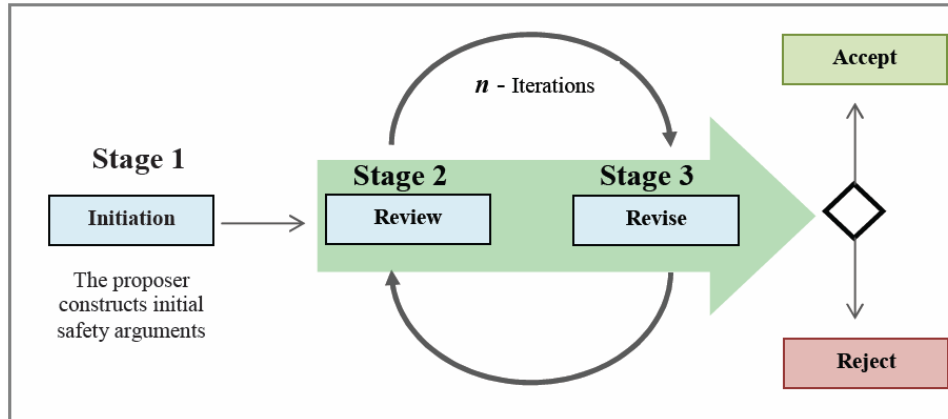 Stage 1
Initiation
The proposer
constructs initial
safety arguments
n - Iterations
Stage 2
Review
Stage 3
Revise
Accept
Reject